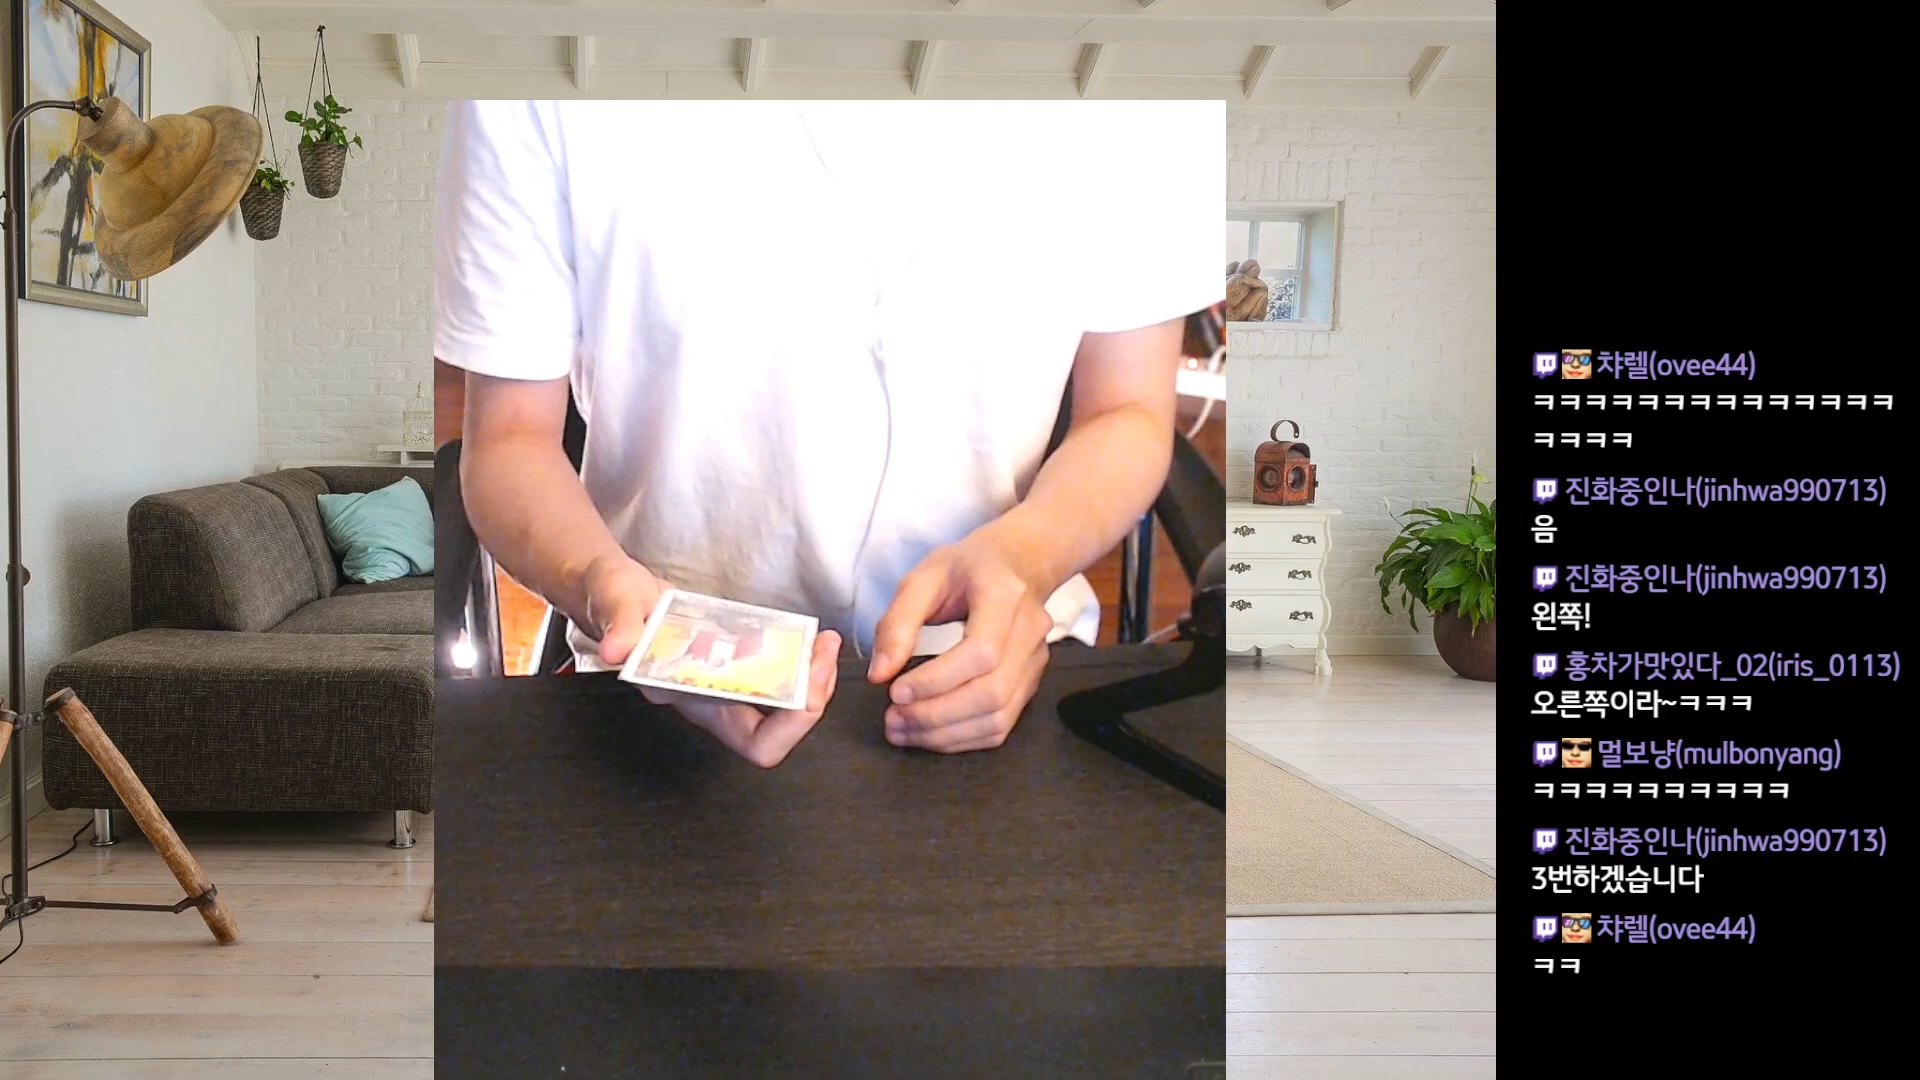 챠렐(ovee44)
ㅋㅋㅋㅋㅋㅋㅋㅋㅋㅋㅋㅋㅋㅋ
ㅋㅋㅋㅋ
진화중인나(jinhwa990713)
음
진화중인나(jinhwa990713)
왼쪽!
홍차가맛있다_02(iris_0113)
오른쪽이라~ㅋㅋㅋ
멀보냥(mulbonyang)
ㅋㅋㅋㅋㅋㅋㅋㅋㅋㅋ
진화중인나(jinhwa990713)
3번하겠습니다
챠렐(ovee44)
ㅋㅋ